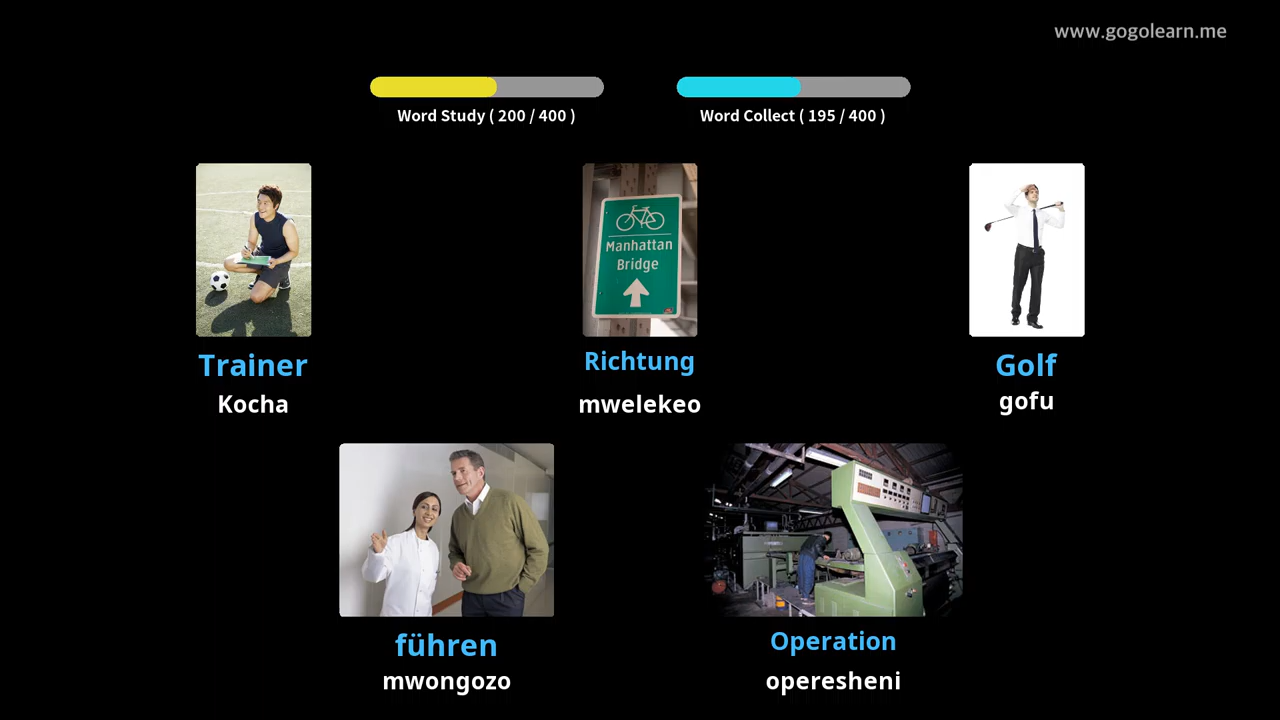 www.gogolearn.me
Word Study ( 200 / 400 )
Word Collect ( 195 / 400 )
Manhattan
Bridge
Trainer
Kocha
Richtung
mwelekeo
Golf
gofu
führen
mwongozo
Operation
operesheni